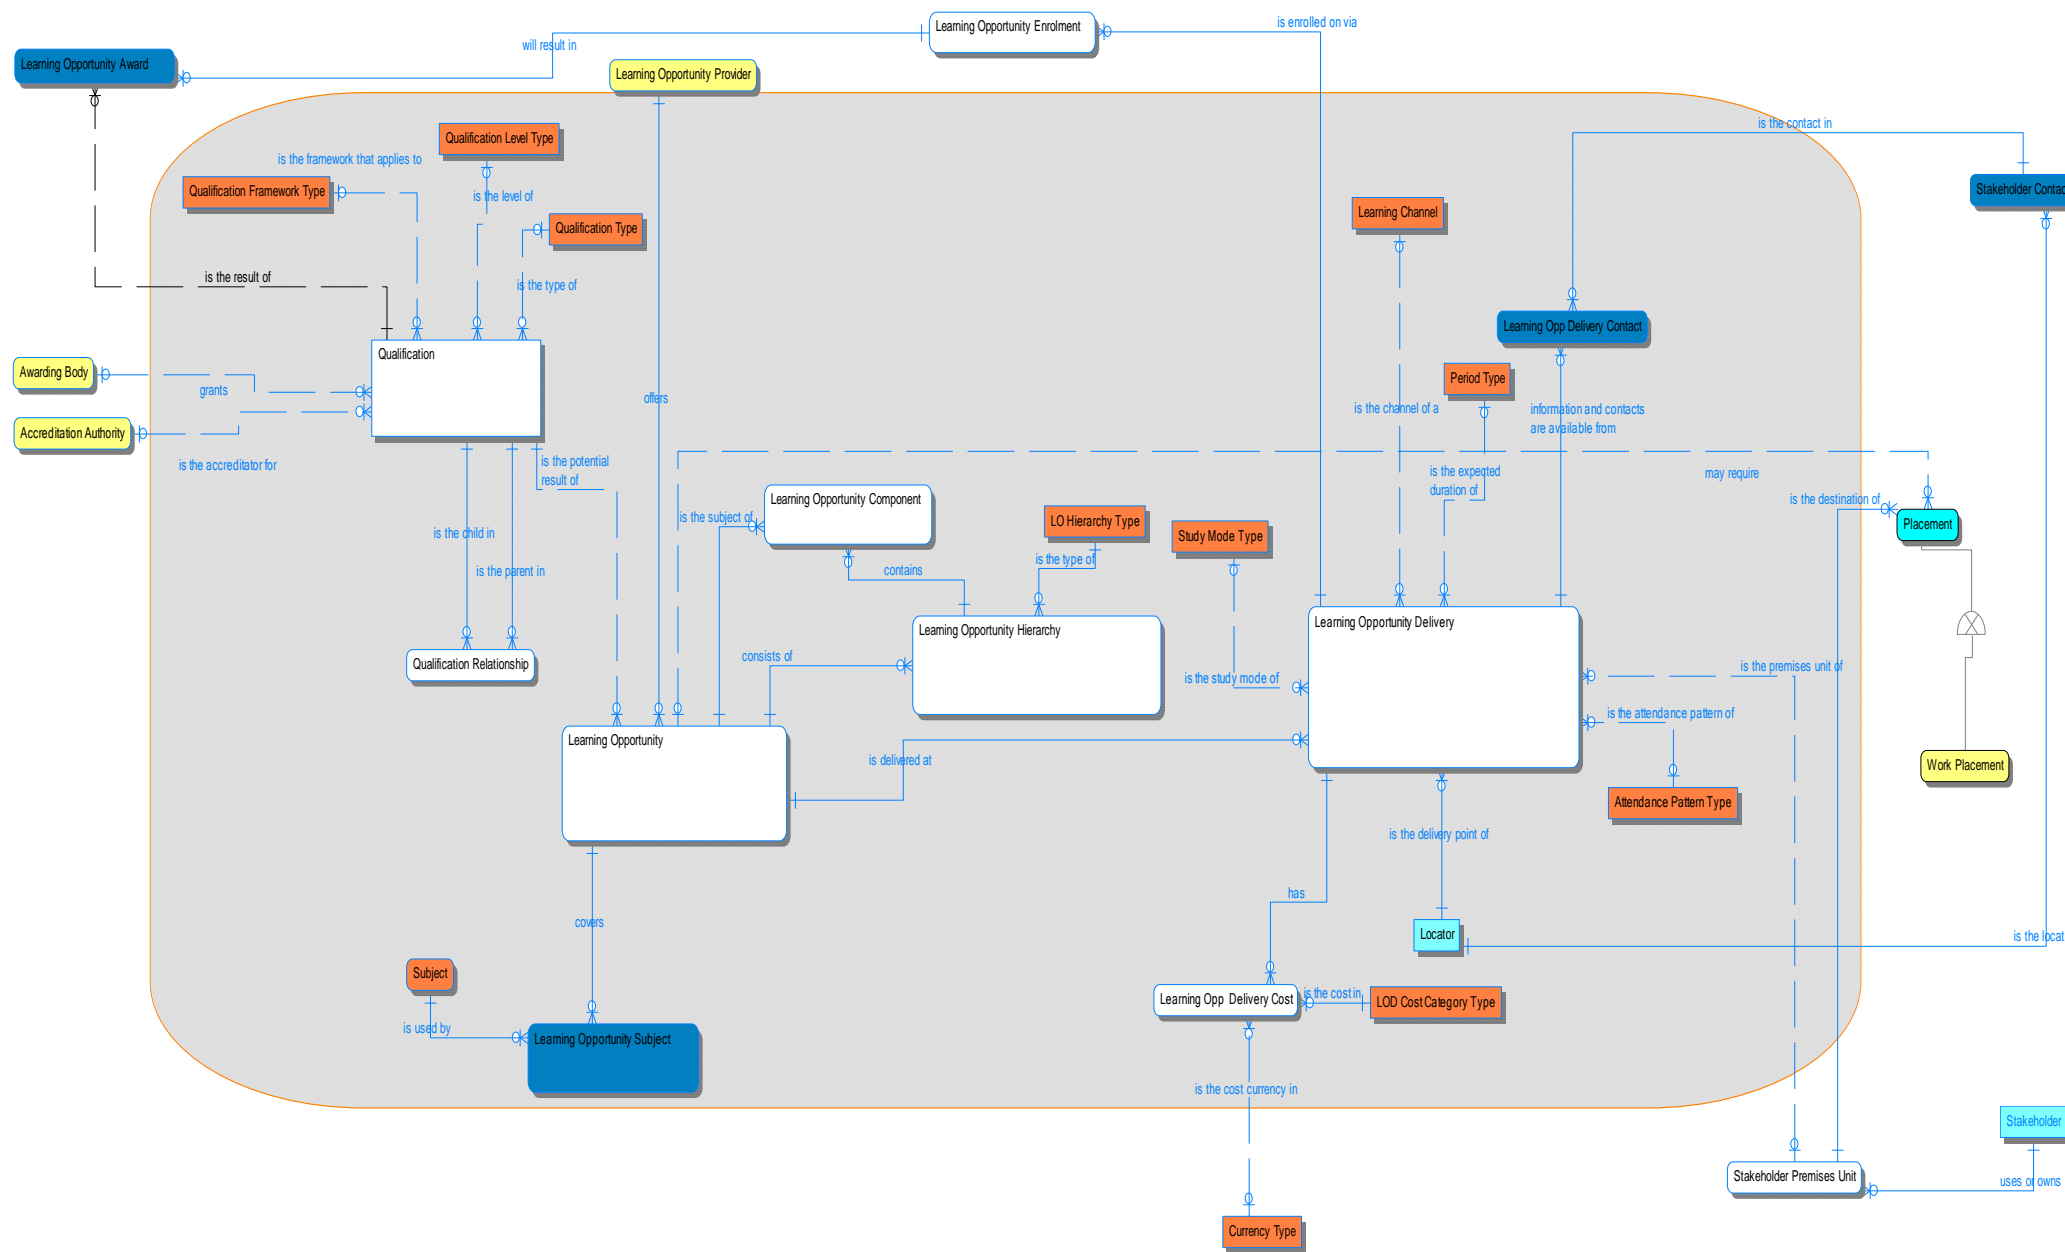 Learning Opportunity Enrolment
is enrolled on via
will result in
Learning Opportunity Award
Learning Opportunity Provider
is the contact in
Qualification Level Type
is the framework that applies to
Qualification Framework Type
is the level of
Stakeholder Contac
Learning Channel
Qualification Type
is the result of
is the type of
Learning Opp Delivery Contact
Qualification
Awarding Body
grants
Period Type
offers
is the channel of a
information and contacts
are available from
Accreditation Authority
is the accreditator for
is the potential
result of
is the expected
duration of
may require
Learning Opportunity Component
is the destination of
is the subject of
LO Hierarchy Type
Placement
is the child in
Study Mode Type
is the type of
is the parent in
contains
Learning Opportunity Hierarchy
Learning Opportunity Delivery
consists of
Qualification Relationship
is the premises unit of
is the study mode of
is the attendance pattern of
Learning Opportunity
is delivered at
Work Placement
Attendance Pattern Type
is the delivery point of
has
covers
Locator
is the locat
Subject
is the cost in
Learning Opp Delivery Cost
LOD Cost Category Type
is used by
Learning Opportunity Subject
is the cost currency in
Stakeholder
Stakeholder Premises Unit
uses or owns
Currency Type